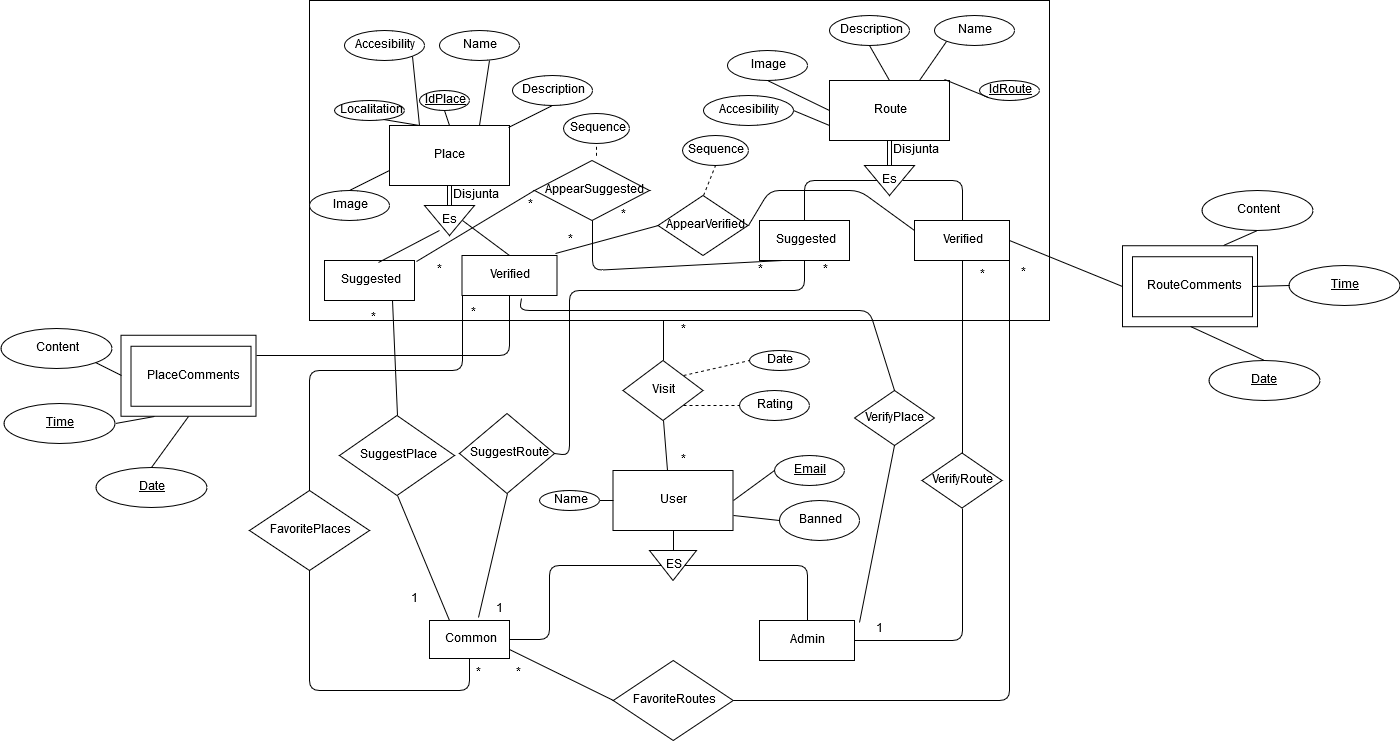 Description
Name
Accesibility
Name
Image
IdRoute
Description
IdPlace
Localitation
Accesibility
Route
Sequence
Sequence
Disjunta
Place
Es
Disjunta
AppearSuggested
*
Image
*
Content
Es
AppearVerified
*
Suggested
Verified
*
*
*
*
*
Suggested
Verified
RouteComments
Time
*
*
*
Content
Date
PlaceComments
Date
Visit
Rating
VerifyPlace
Time
SuggestPlace
SuggestRoute
*
Email
VerifyRoute
Date
Name
User
Banned
FavoritePlaces
ES
1
1
1
Common
Admin
*
*
FavoriteRoutes